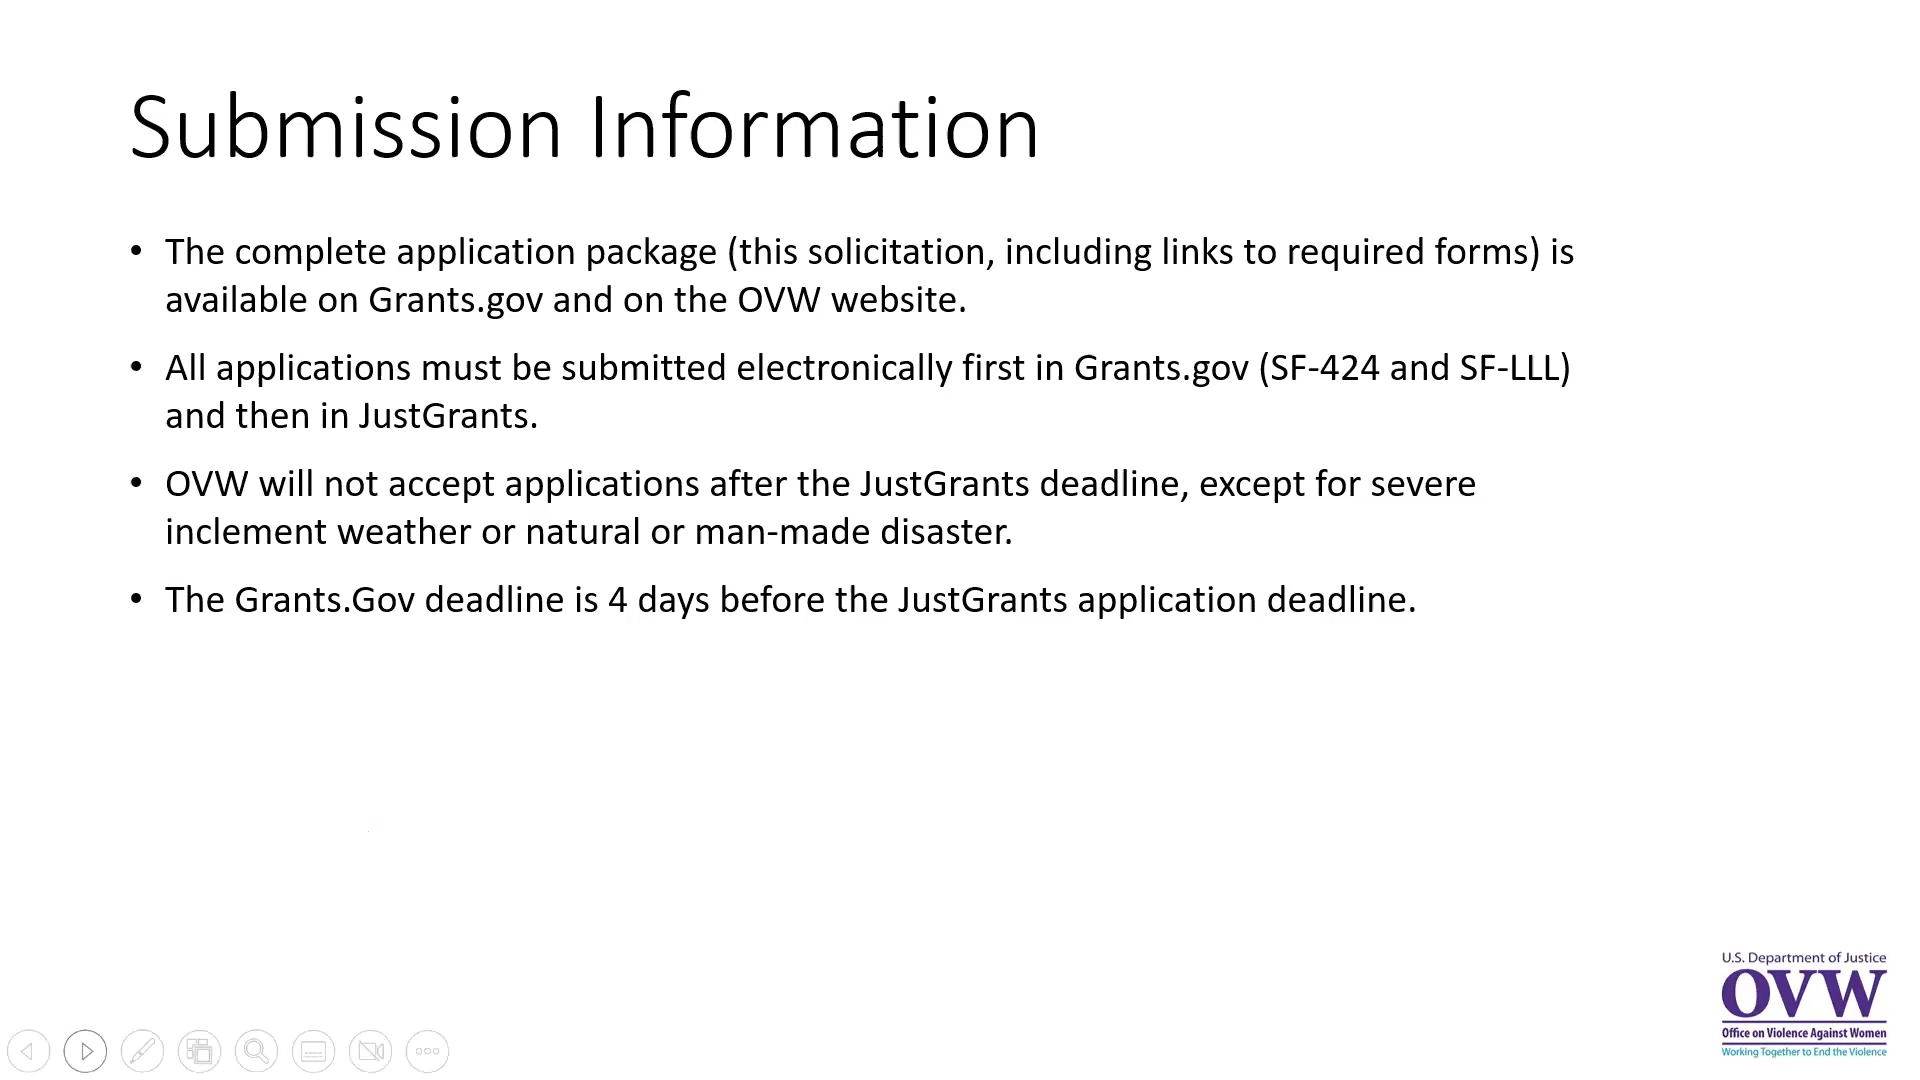 Submission Information
• The complete application package (this solicitation, including links to required forms) is
available on Grants.gov and on the OVW website.
• All applications must be submitted electronically first in Grants.gov (SF-424 and SF-LLL)
and then in JustGrants.
• OVW will not accept applications after the JustGrants deadline, except for severe
inclement weather or natural or man-made disaster.
• The Grants.Gov deadline is 4 days before the JustGrants application deadline.
U.S. Department of Justice
OVW
Office on Violence Against Women
Working Together to End the Violence